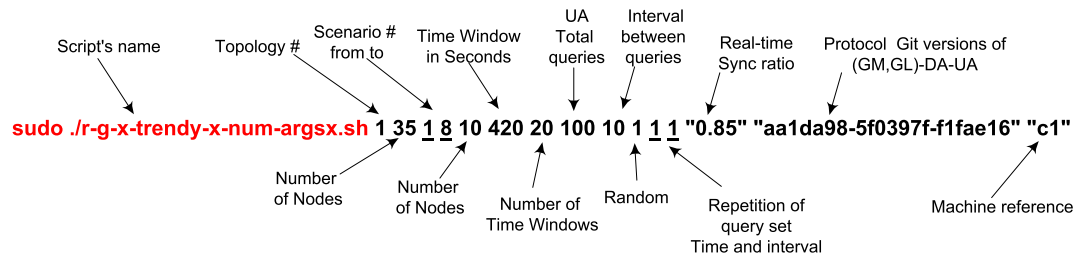 Script's name
Topology #
Scenario #
from to
Time Window
in Seconds
UA
Total
queries
Interval
between
queries
Real-time
Sync ratio
Protocol Git versions of
(GM,GL)-DA-UA
sudo ./r-g-x-trendy-x-num-argsx.sh 1 35 1 8 10 420 20 100 10 1 1 1 "0.85" "aa1da98-5f0397f-f1fae16" "c1"
Number
of Nodes
Number
of Nodes
Number of
Time Windows
Random
Repetition of
query set
Time and interval
Machine reference